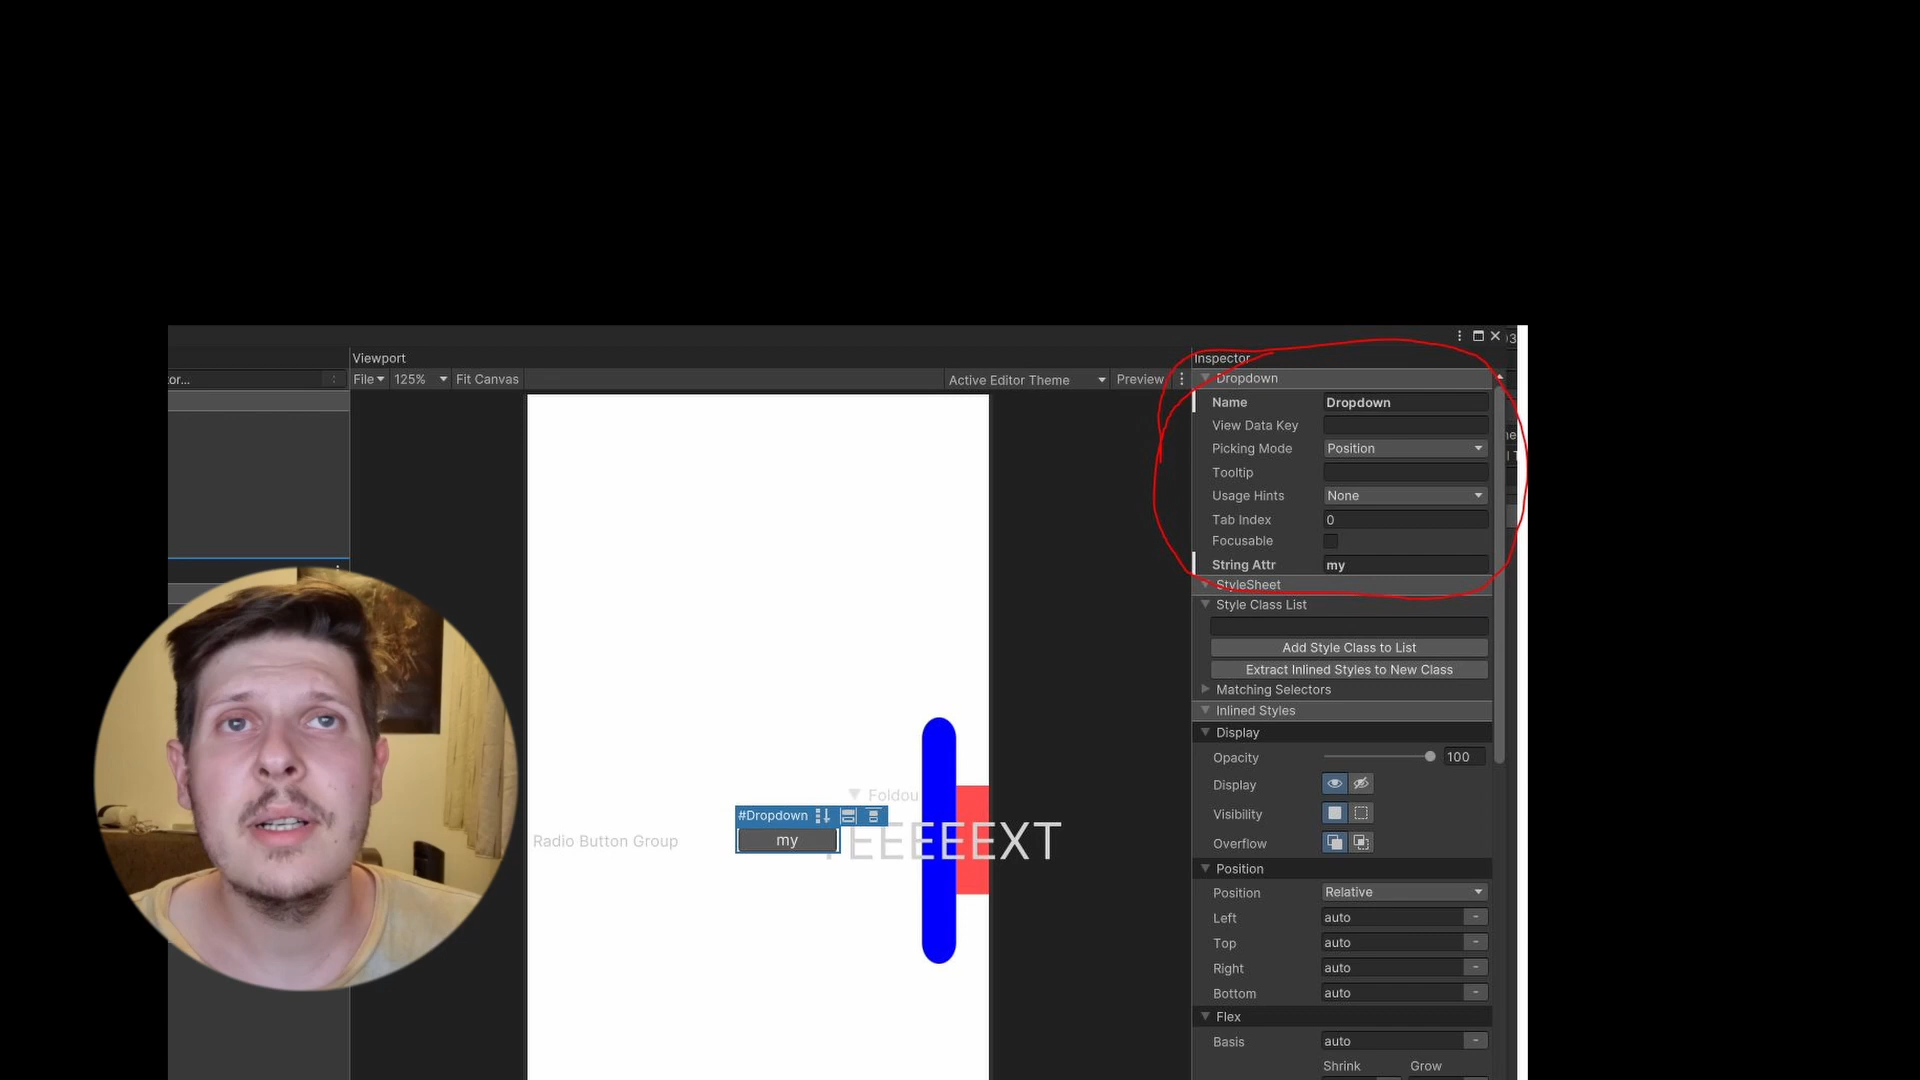 or...
Viewport
File
125%
Fit Canvas
Active Editor Theme
Preview
Inspector
Dropdown
Name
Dropdown
View Data Key
Picking Mode
Position
Tooltip
Usage Hints
None
Tab Index
0
Focusable
String Attr
my
StyleSheet
Style Class List
Add Style Class to List
Extract Inlined Styles to New Class
Matching Selectors
Inlined Styles
Display
Opacity
100
Display
Visibility
Overflow
Position
Position
Relative
Left
auto
Top
auto
Right
auto
Bottom
auto
Flex
Basis
auto
Shrink
Grow
Foldou
#Dropdown
my
Radio Button Group
TEEEEEXT